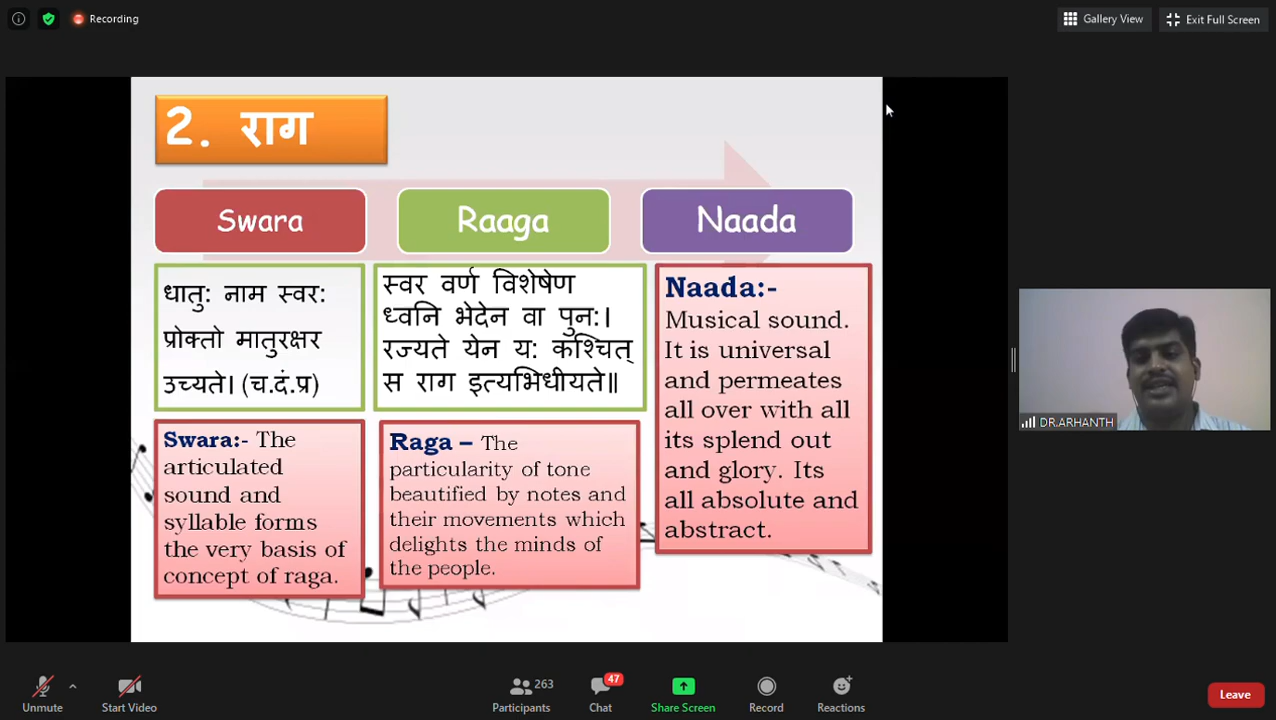 Recording
Gallery View
Exit Full Screen
2. राग
Swara
Raaga
Naada
धातु: नाम स्वर:
प्रोक्तो मातुरक्षर
उच्यते। (च.दं.प्र)
स्वर वर्ण विशेषेण
ध्वनि भेदेन वा पुन:।
रज्यते येन य: कश्चित्
स राग इत्यभिधीयते॥
Naada:-
Musical sound.
It is universal
and permeates
all over with all
its splend out
and glory. Its
all absolute and
abstract.
Swara:- The
articulated
sound and
syllable forms
the very basis of
concept of raga.
Raga – The
particularity of tone
beautified by notes and
their movements which
delights the minds of
the people.
DR.ARHANTH
Unmute
Start Video
263
Participants
47
Chat
Share Screen
Record
Reactions
Leave